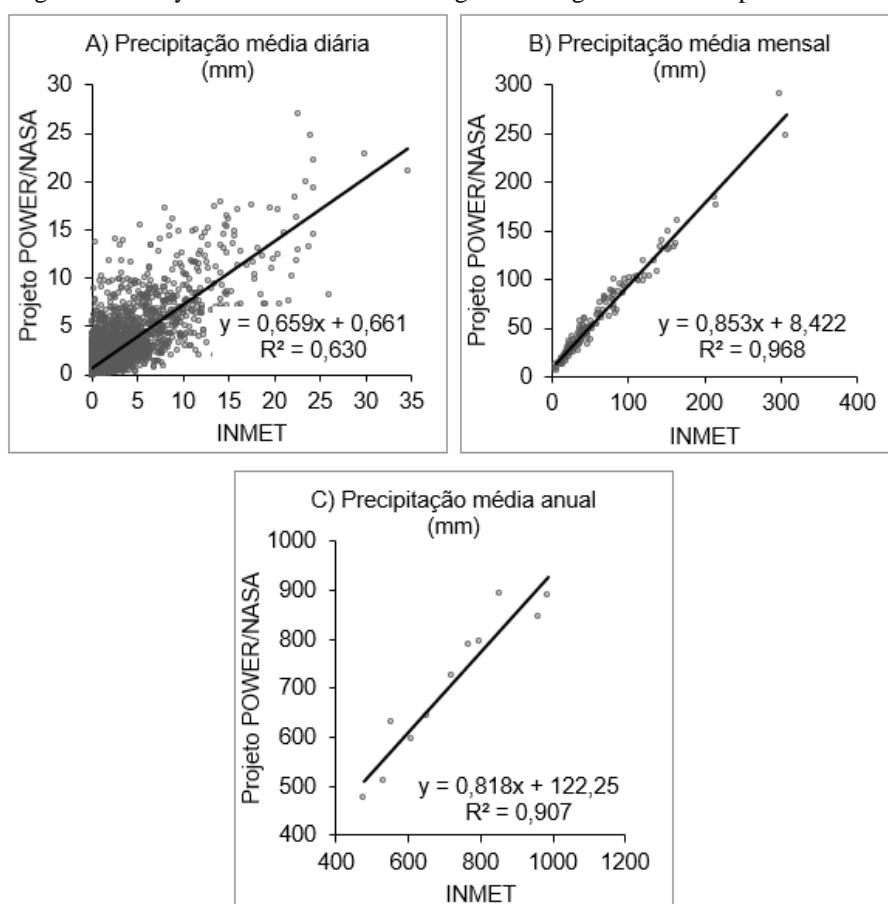 A) Precipitação média diária
(mm)
Projeto POWER/NASA
30
25
20
15
10
5
0
0 5 10 15 20 25 30 35
INMET
y = 0,659x + 0,661
R² = 0,630
B) Precipitação média mensal
(mm)
Projeto POWER/NASA
300
250
200
150
100
50
0
0 100 200 300 400
INMET
y = 0,853x + 8,422
R² = 0,968
C) Precipitação média anual
(mm)
Projeto POWER/NASA
1000
900
800
700
600
500
400
400 600 800 1000 1200
INMET
y = 0,818x + 122,25
R² = 0,907